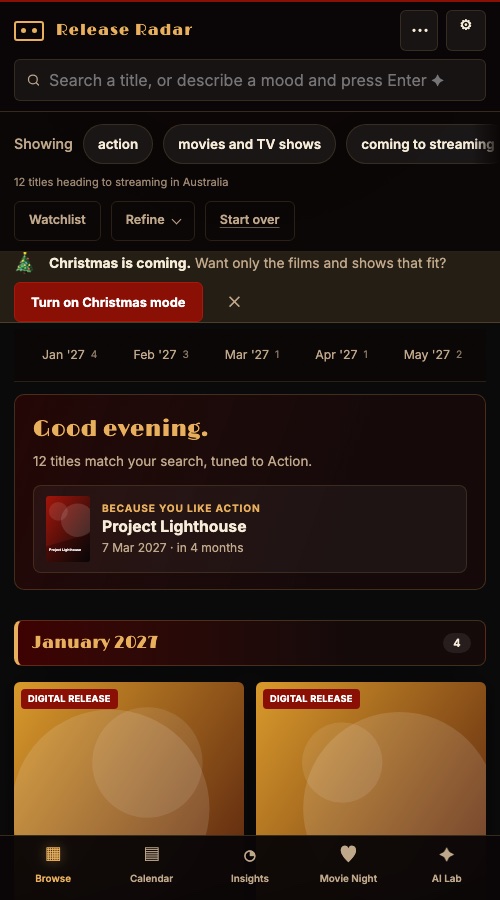 Release Radar
Search a title, or describe a mood and press Enter ✦
Showing action movies and TV shows coming to streaming
12 titles heading to streaming in Australia
Watchlist Refine Start over
Christmas is coming. Want only the films and shows that fit?
Turn on Christmas mode
Jan '27 4 Feb '27 3 Mar '27 1 Apr '27 1 May '27 2
Good evening.
12 titles match your search, tuned to Action.
BECAUSE YOU LIKE ACTION
Project Lighthouse
Project Lighthouse
7 Mar 2027 · in 4 months
January 2027 4
DIGITAL RELEASE DIGITAL RELEASE
Browse Calendar Insights Movie Night AI Lab